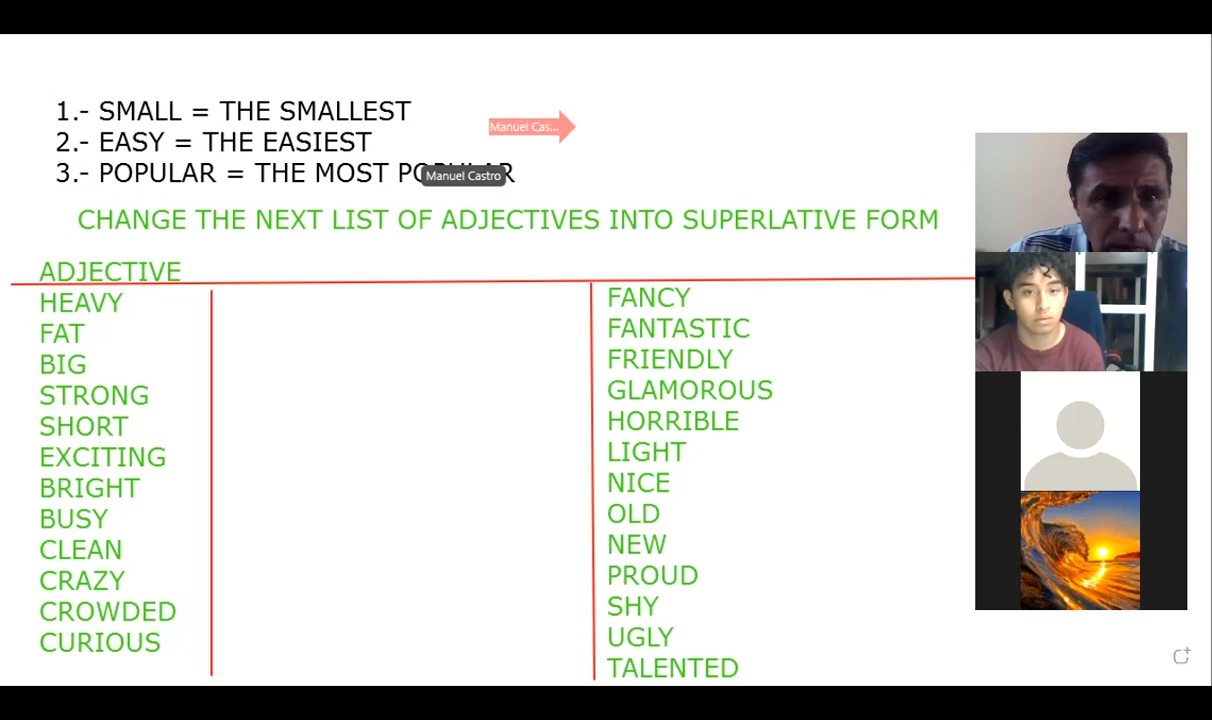 1.- SMALL = THE SMALLEST
Manuel Cas...
2.- EASY = THE EASIEST
3.- POPULAR = THE MOST POPULAR
Manuel Castro
CHANGE THE NEXT LIST OF ADJECTIVES INTO SUPERLATIVE FORM
ADJECTIVE
HEAVY
FAT
BIG
STRONG
SHORT
EXCITING
BRIGHT
BUSY
CLEAN
CRAZY
CROWDED
CURIOUS
FANCY
FANTASTIC
FRIENDLY
GLAMOROUS
HORRIBLE
LIGHT
NICE
OLD
NEW
PROUD
SHY
UGLY
TALENTED